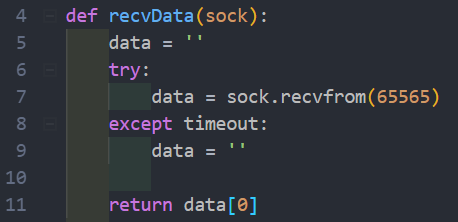 4 def recvData(sock):
5     data = ''
6     try:
7         data = sock.recvfrom(65565)
8     except timeout:
9         data = ''
10
11     return data[0]